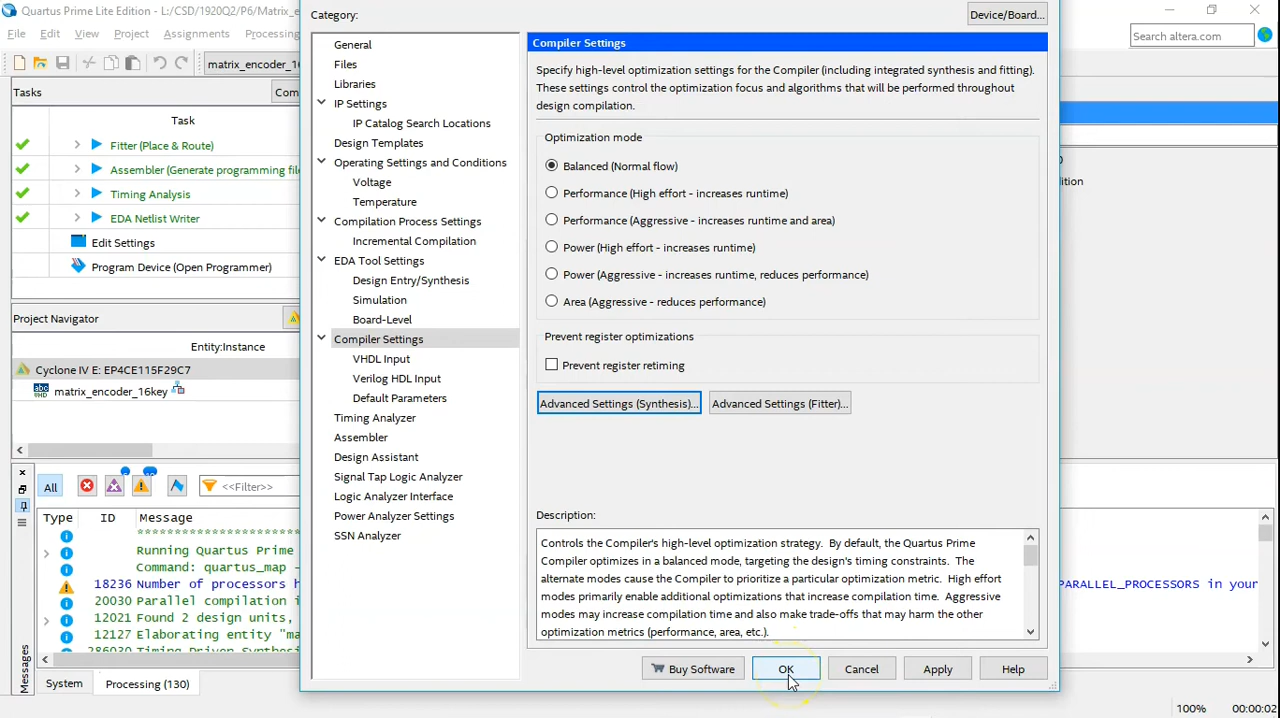 Quartus Prime Lite Edition - L:/CSD/1920Q2/P6/Matrix_e
File Edit View Project Assignments Processing
Search altera.com
matrix_encoder_16
Tasks
Com
Task
Fitter (Place & Route)
Assembler (Generate programming file
Timing Analysis
EDA Netlist Writer
Edit Settings
Program Device (Open Programmer)
Project Navigator
Entity:Instance
Cyclone IV E: EP4CE115F29C7
matrix_encoder_16key
Category:
Device/Board...
General
Files
Libraries
IP Settings
IP Catalog Search Locations
Design Templates
Operating Settings and Conditions
Voltage
Temperature
Compilation Process Settings
Incremental Compilation
EDA Tool Settings
Design Entry/Synthesis
Simulation
Board-Level
Compiler Settings
VHDL Input
Verilog HDL Input
Default Parameters
Timing Analyzer
Assembler
Design Assistant
Signal Tap Logic Analyzer
Logic Analyzer Interface
Power Analyzer Settings
SSN Analyzer
Compiler Settings
Specify high-level optimization settings for the Compiler (including integrated synthesis and fitting).
These settings control the optimization focus and algorithms that will be performed throughout
design compilation.
Optimization mode
Balanced (Normal flow)
Performance (High effort - increases runtime)
Performance (Aggressive - increases runtime and area)
Power (High effort - increases runtime)
Power (Aggressive - increases runtime, reduces performance)
Area (Aggressive - reduces performance)
Prevent register optimizations
Prevent register retiming
Advanced Settings (Synthesis)... Advanced Settings (Fitter)...
Description:
Controls the Compiler's high-level optimization strategy. By default, the Quartus Prime
Compiler optimizes in a balanced mode, targeting the design's timing constraints. The
alternate modes cause the Compiler to prioritize a particular optimization metric. High effort
modes primarily enable additional optimizations that increase compilation time. Aggressive
modes may increase compilation time and also make trade-offs that may harm the other
optimization metrics (performance, area, etc.).
Buy Software OK Cancel Apply Help
dition
All <<Filter>>
Type ID Message
Running Quartus Prime
Command: quartus_map -
18236 Number of processors h
PARALLEL_PROCESSORS in your
20030 Parallel compilation i
12021 Found 2 design units,
12127 Elaborating entity "ma
286030 Timing-Driven Synthesi
Messages
System Processing (130)
100% 00:00:02